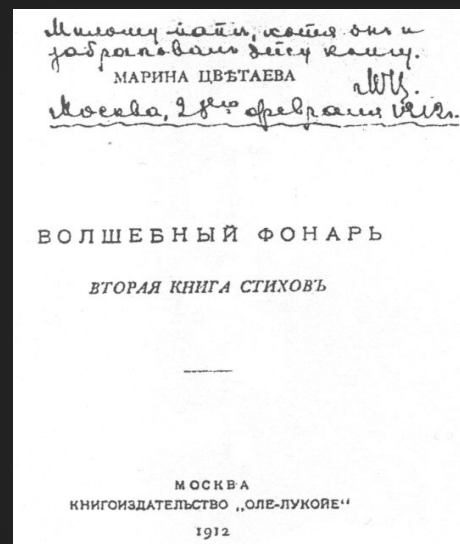 Милому папѣ, хотя онъ и
забраковалъ эту книгу.
МАРИНА ЦВѢТАЕВА
МЦ.
Москва, 28го февраля 1912г.
ВОЛШЕБНЫЙ ФОНАРЬ
ВТОРАЯ КНИГА СТИХОВЪ
МОСКВА
КНИГОИЗДАТЕЛЬСТВО „ОЛЕ-ЛУКОЙЕ“
1912